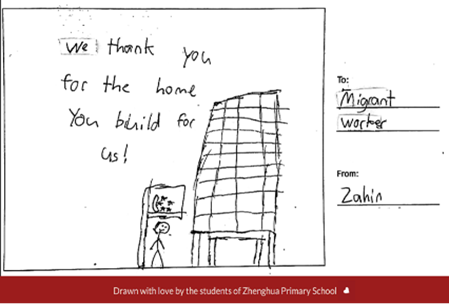 We thank you
for the home
You build for
us!
To:
Migrant
worker
From:
Zahin
Drawn with love by the students of Zhenghua Primary School